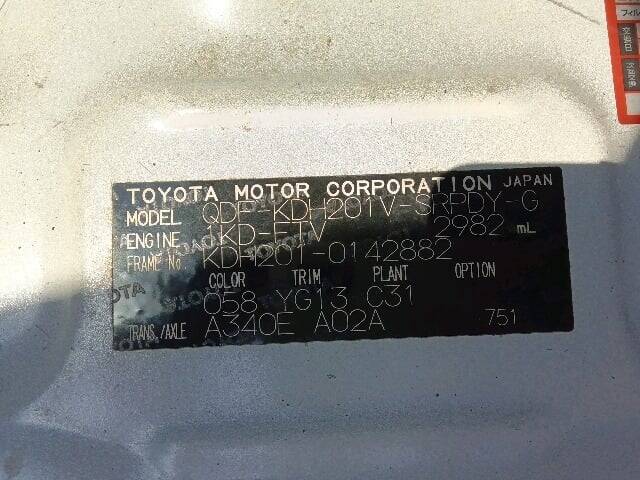 TOYOTA MOTOR CORPORATION JAPAN
MODEL QDF-KDH201V-SRPDY-G
ENGINE 1KD-FTV 2982 mL
FRAME No. KDH201-0142882
COLOR TRIM PLANT OPTION
058 YG13 C31
TRANS./AXLE A340E A02A 751